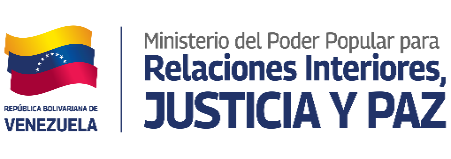 REPÚBLICA BOLIVARIANA DE
VENEZUELA
Ministerio del Poder Popular para
Relaciones Interiores,
JUSTICIA Y PAZ